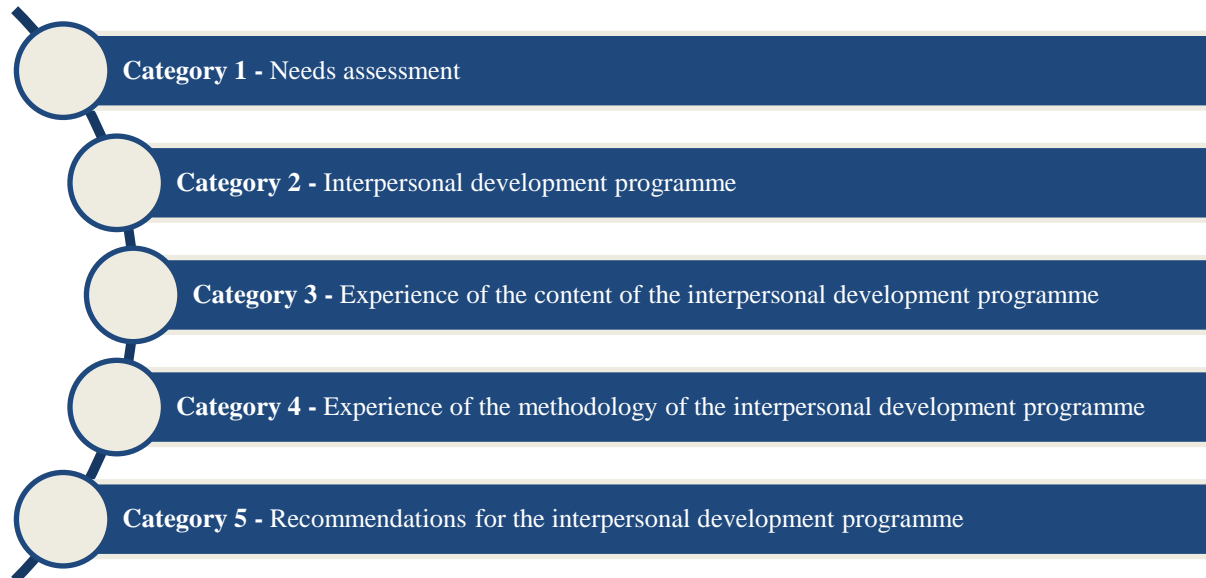 Category 1 - Needs assessment
Category 2 - Interpersonal development programme
Category 3 - Experience of the content of the interpersonal development programme
Category 4 - Experience of the methodology of the interpersonal development programme
Category 5 - Recommendations for the interpersonal development programme